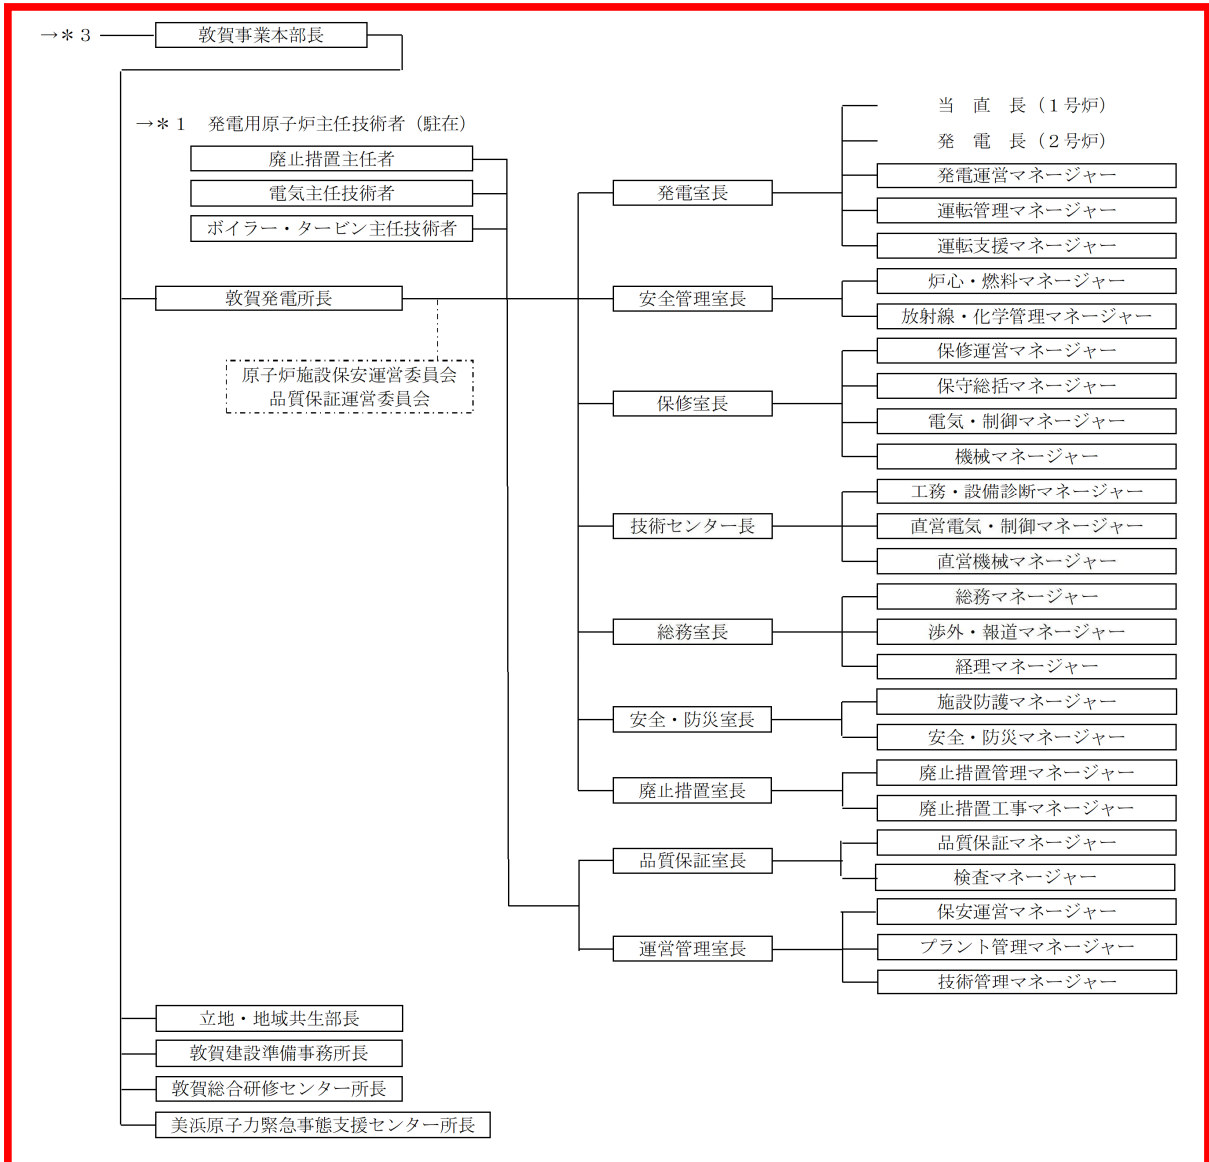 →＊３
敦賀事業本部長
→＊１　発電用原子炉主任技術者（駐在）
廃止措置主任者
電気主任技術者
ボイラー・タービン主任技術者
敦賀発電所長
原子炉施設保安運営委員会
品質保証運営委員会
発電室長
当　直　長（１号炉）
発　電　長（２号炉）
発電運営マネージャー
運転管理マネージャー
運転支援マネージャー
安全管理室長
炉心・燃料マネージャー
放射線・化学管理マネージャー
保修室長
保修運営マネージャー
保守総括マネージャー
電気・制御マネージャー
機械マネージャー
技術センター長
工務・設備診断マネージャー
直営電気・制御マネージャー
直営機械マネージャー
総務室長
総務マネージャー
渉外・報道マネージャー
経理マネージャー
安全・防災室長
施設防護マネージャー
安全・防災マネージャー
廃止措置室長
廃止措置管理マネージャー
廃止措置工事マネージャー
品質保証室長
品質保証マネージャー
検査マネージャー
運営管理室長
保安運営マネージャー
プラント管理マネージャー
技術管理マネージャー
立地・地域共生部長
敦賀建設準備事務所長
敦賀総合研修センター所長
美浜原子力緊急事態支援センター所長